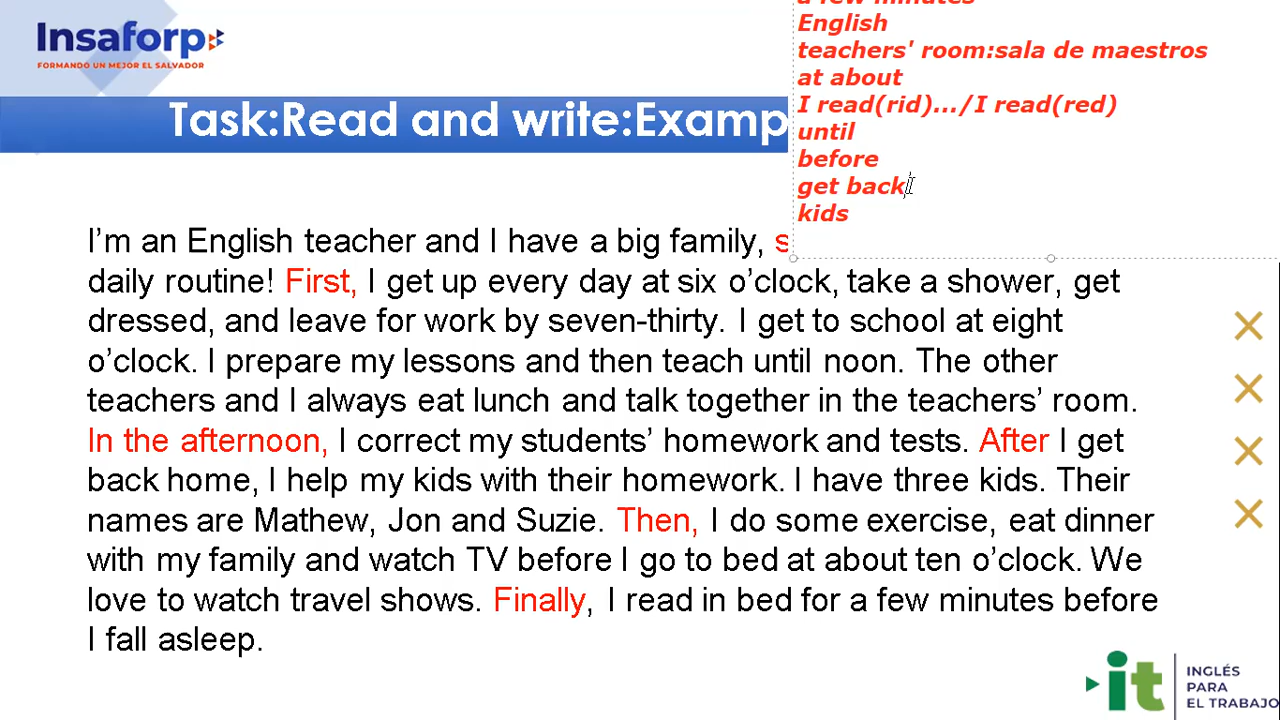 Insaforp
FORMANDO UN MEJOR EL SALVADOR
Task:Read and write:Examp
a few minutes
English
teachers' room:sala de maestros
at about
I read(rid).../I read(red)
until
before
get back
kids
I’m an English teacher and I have a big family, s
daily routine! First, I get up every day at six o’clock, take a shower, get
dressed, and leave for work by seven-thirty. I get to school at eight
o’clock. I prepare my lessons and then teach until noon. The other
teachers and I always eat lunch and talk together in the teachers’ room.
In the afternoon, I correct my students’ homework and tests. After I get
back home, I help my kids with their homework. I have three kids. Their
names are Mathew, Jon and Suzie. Then, I do some exercise, eat dinner
with my family and watch TV before I go to bed at about ten o’clock. We
love to watch travel shows. Finally, I read in bed for a few minutes before
I fall asleep.
it
INGLÉS
PARA
EL TRABAJO